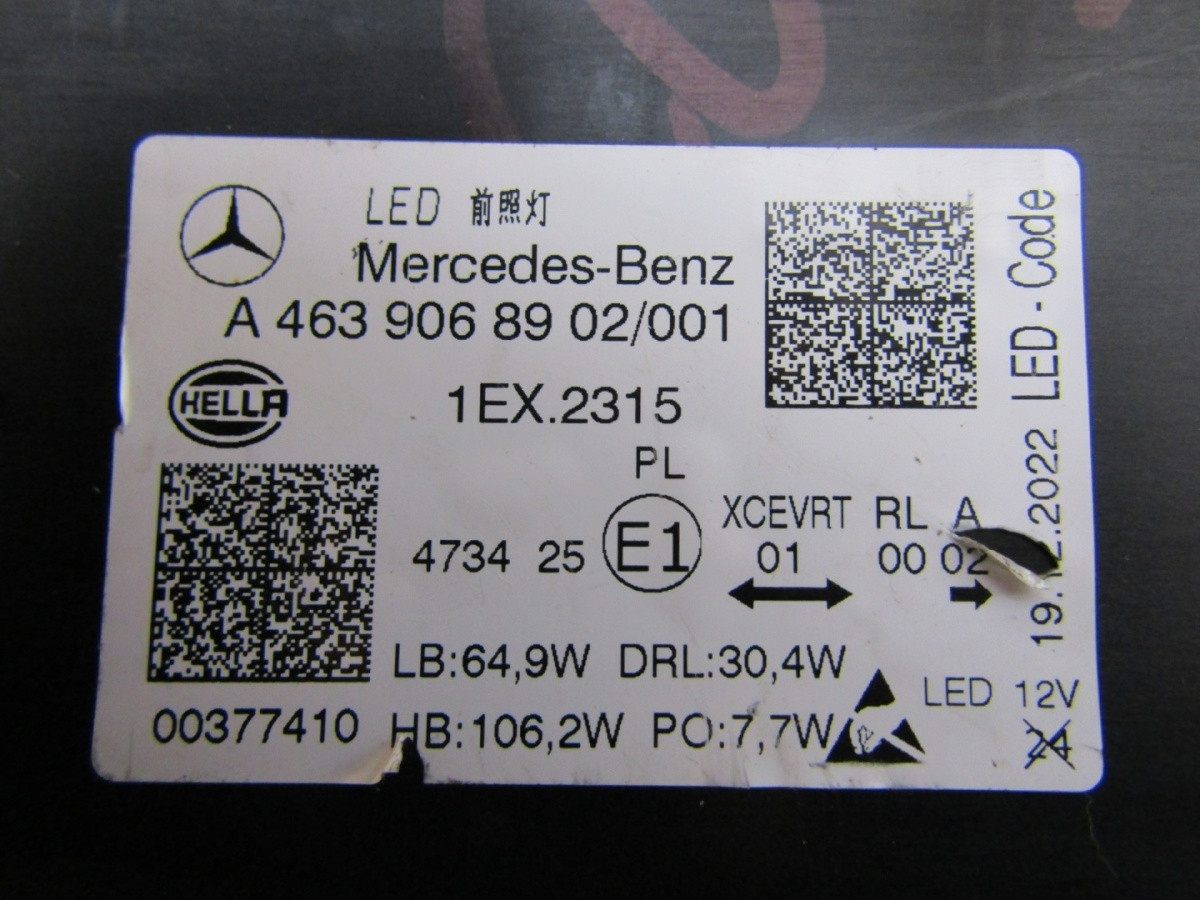 LED 前照灯
Mercedes-Benz
A 463 906 89 02/001
HELLA
1EX.2315
PL
XCEVRT RL A
4734 25 E1 01 00 02
LB:64,9W DRL:30,4W
LED 12V
00377410 HB:106,2W PO:7,7W
24
LED - Code